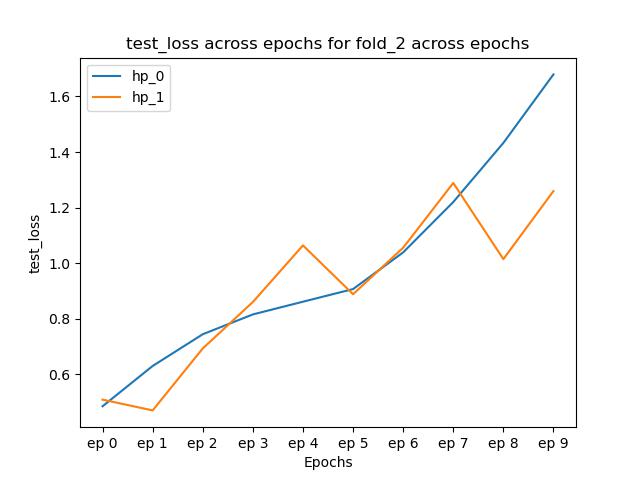 test_loss across epochs for fold_2 across epochs
hp_0
hp_1
1.6
1.4
1.2
1.0
0.8
0.6
test_loss
ep 0 ep 1 ep 2 ep 3 ep 4 ep 5 ep 6 ep 7 ep 8 ep 9
Epochs